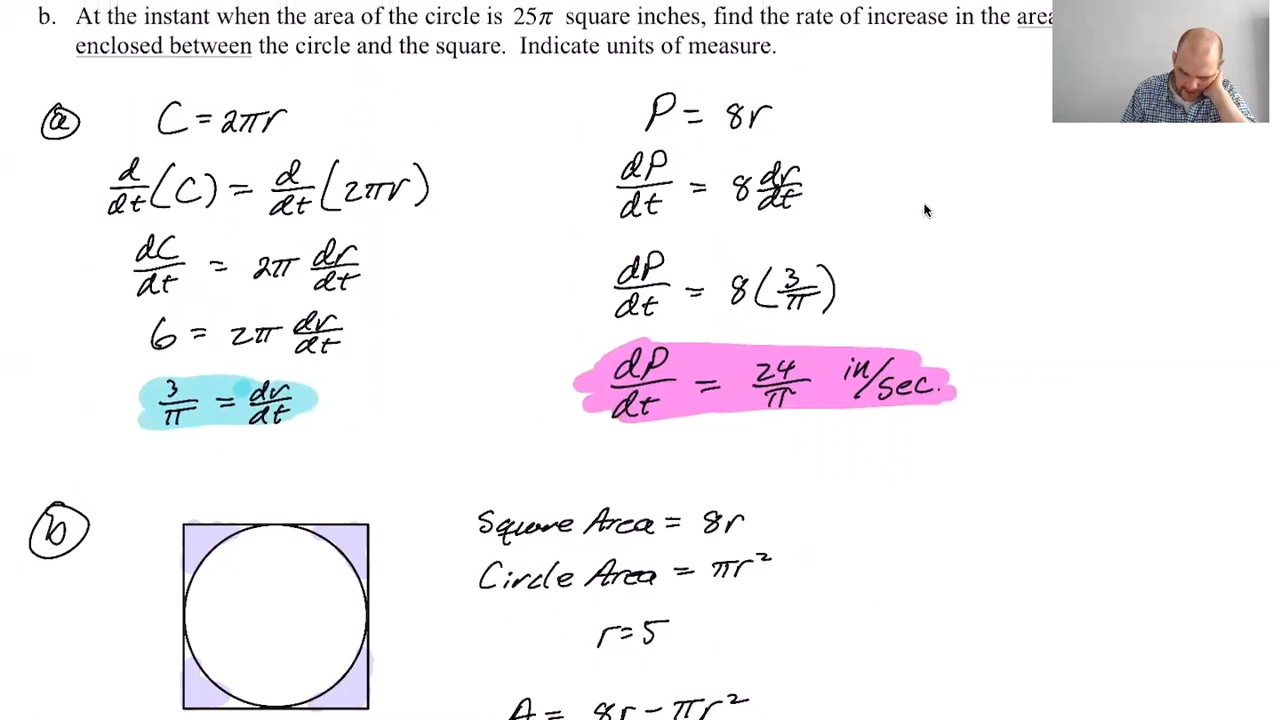 b. At the instant when the area of the circle is 25π square inches, find the rate of increase in the area
enclosed between the circle and the square. Indicate units of measure.
(a)
C = 2πr
d/dt (C) = d/dt (2πr)
dC/dt = 2π dr/dt
6 = 2π dr/dt
3/π = dr/dt
P = 8r
dP/dt = 8 dr/dt
dP/dt = 8(3/π)
dP/dt = 24/π in/sec.
(b)
Square Area = 8r
Circle Area = πr²
r = 5
A = 8r - πr²